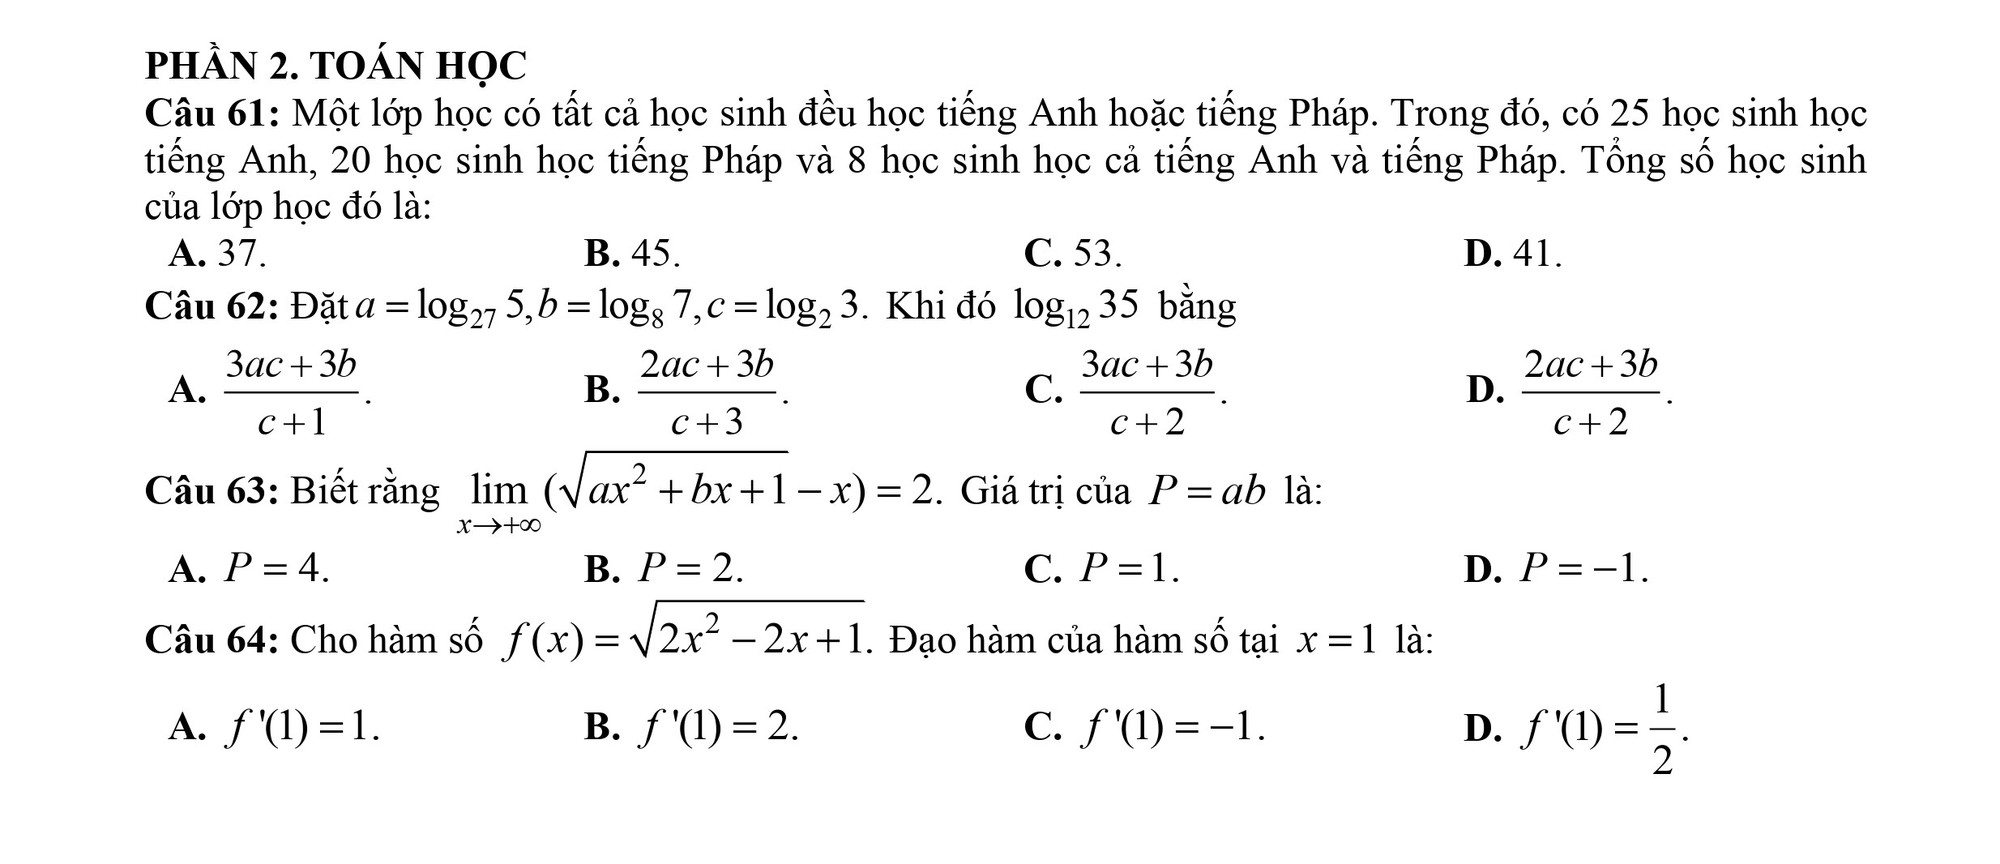 PHẦN 2. TOÁN HỌC
Câu 61: Một lớp học có tất cả học sinh đều học tiếng Anh hoặc tiếng Pháp. Trong đó, có 25 học sinh học
tiếng Anh, 20 học sinh học tiếng Pháp và 8 học sinh học cả tiếng Anh và tiếng Pháp. Tổng số học sinh
của lớp học đó là:
A. 37. B. 45. C. 53. D. 41.
Câu 62: Đặt $a = \log_{27} 5, b = \log_8 7, c = \log_2 3.$ Khi đó $\log_{12} 35$ bằng
A. $\frac{3ac+3b}{c+1}.$ B. $\frac{2ac+3b}{c+3}.$ C. $\frac{3ac+3b}{c+2}.$ D. $\frac{2ac+3b}{c+2}.$
Câu 63: Biết rằng $\lim_{x \to +\infty} (\sqrt{ax^2+bx+1} - x) = 2.$ Giá trị của $P = ab$ là:
A. $P = 4.$ B. $P = 2.$ C. $P = 1.$ D. $P = -1.$
Câu 64: Cho hàm số $f(x) = \sqrt{2x^2-2x+1}.$ Đạo hàm của hàm số tại $x = 1$ là:
A. $f'(1) = 1.$ B. $f'(1) = 2.$ C. $f'(1) = -1.$ D. $f'(1) = \frac{1}{2}.$